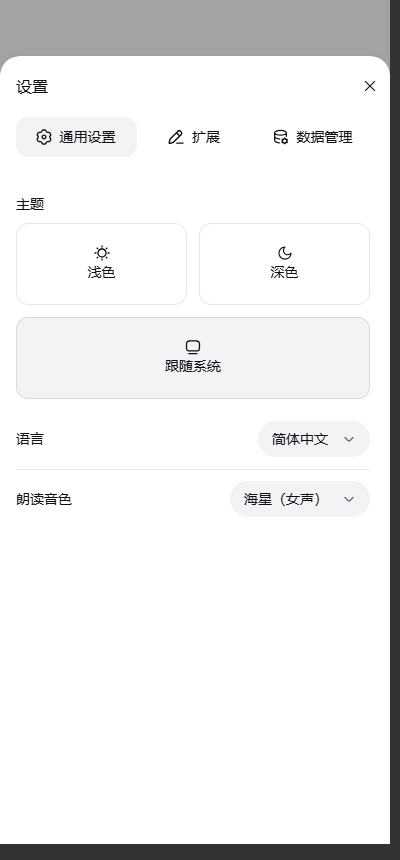 设置
通用设置
扩展
数据管理
主题
浅色
深色
跟随系统
语言
简体中文
朗读音色
海星（女声）